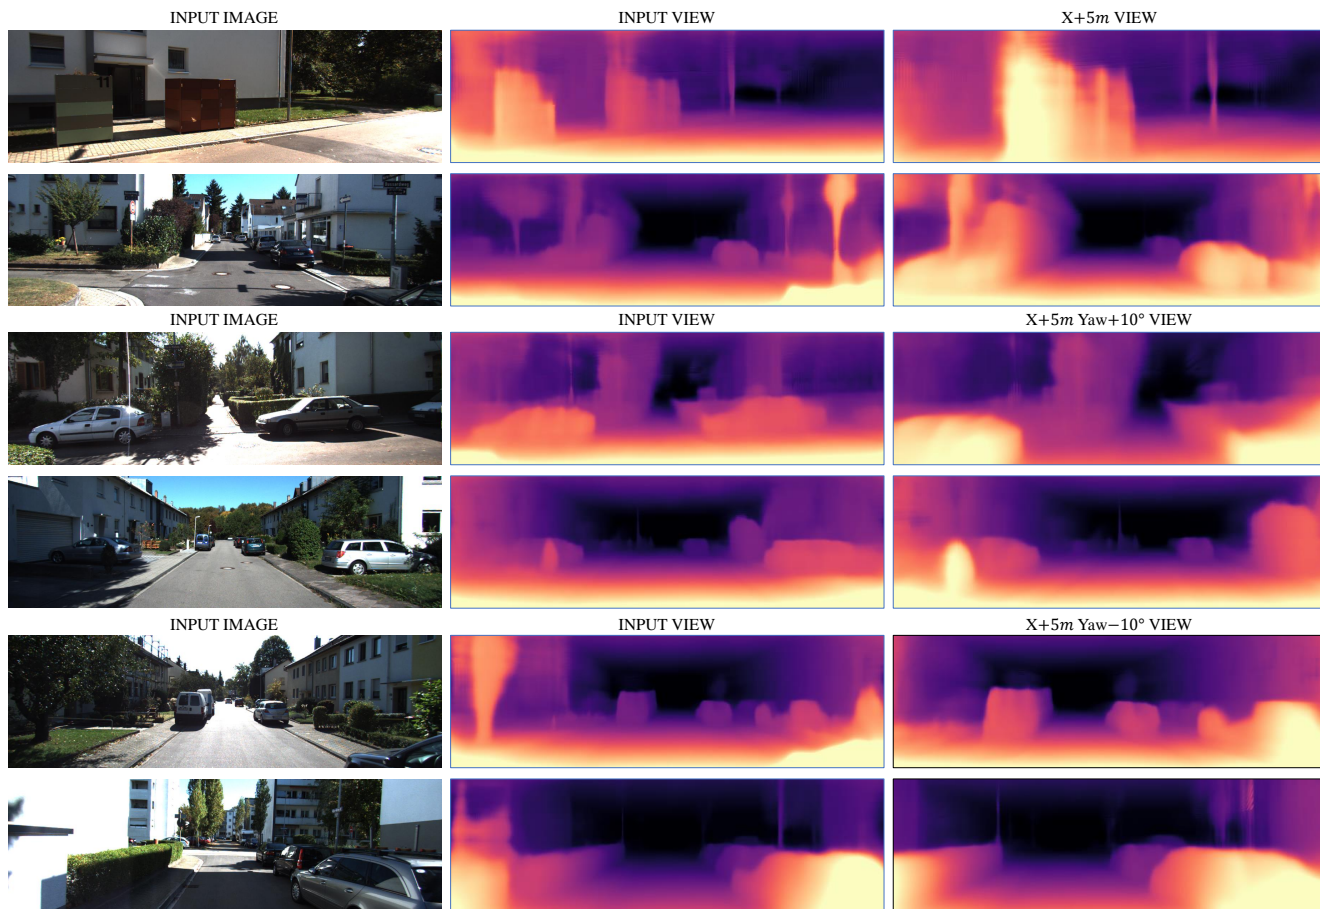 INPUT IMAGE INPUT VIEW X+5m VIEW
11
INPUT IMAGE INPUT VIEW X+5m Yaw+10° VIEW
INPUT IMAGE INPUT VIEW X+5m Yaw−10° VIEW